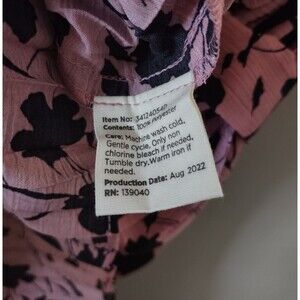 Item No: 341240540
Contents: 100% Polyester
Care: Machine wash cold,
Gentle cycle, Only non
chlorine bleach if needed.
Tumble dry, Warm iron if
needed.
Production Date: Aug 2022
RN: 139040